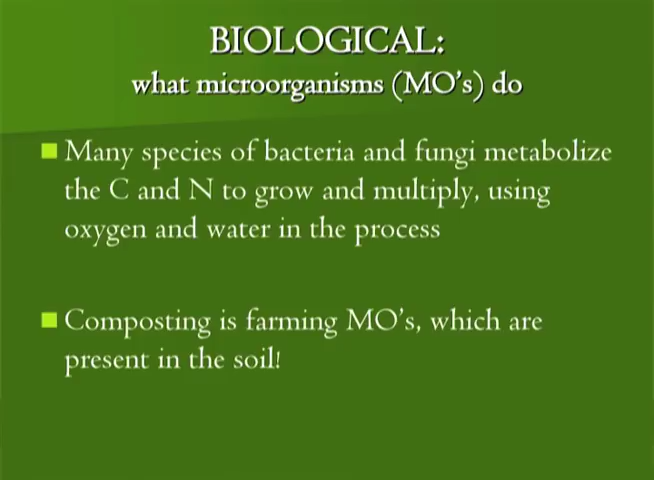 BIOLOGICAL:
what microorganisms (MO's) do
Many species of bacteria and fungi metabolize
the C and N to grow and multiply, using
oxygen and water in the process
Composting is farming MO's, which are
present in the soil!